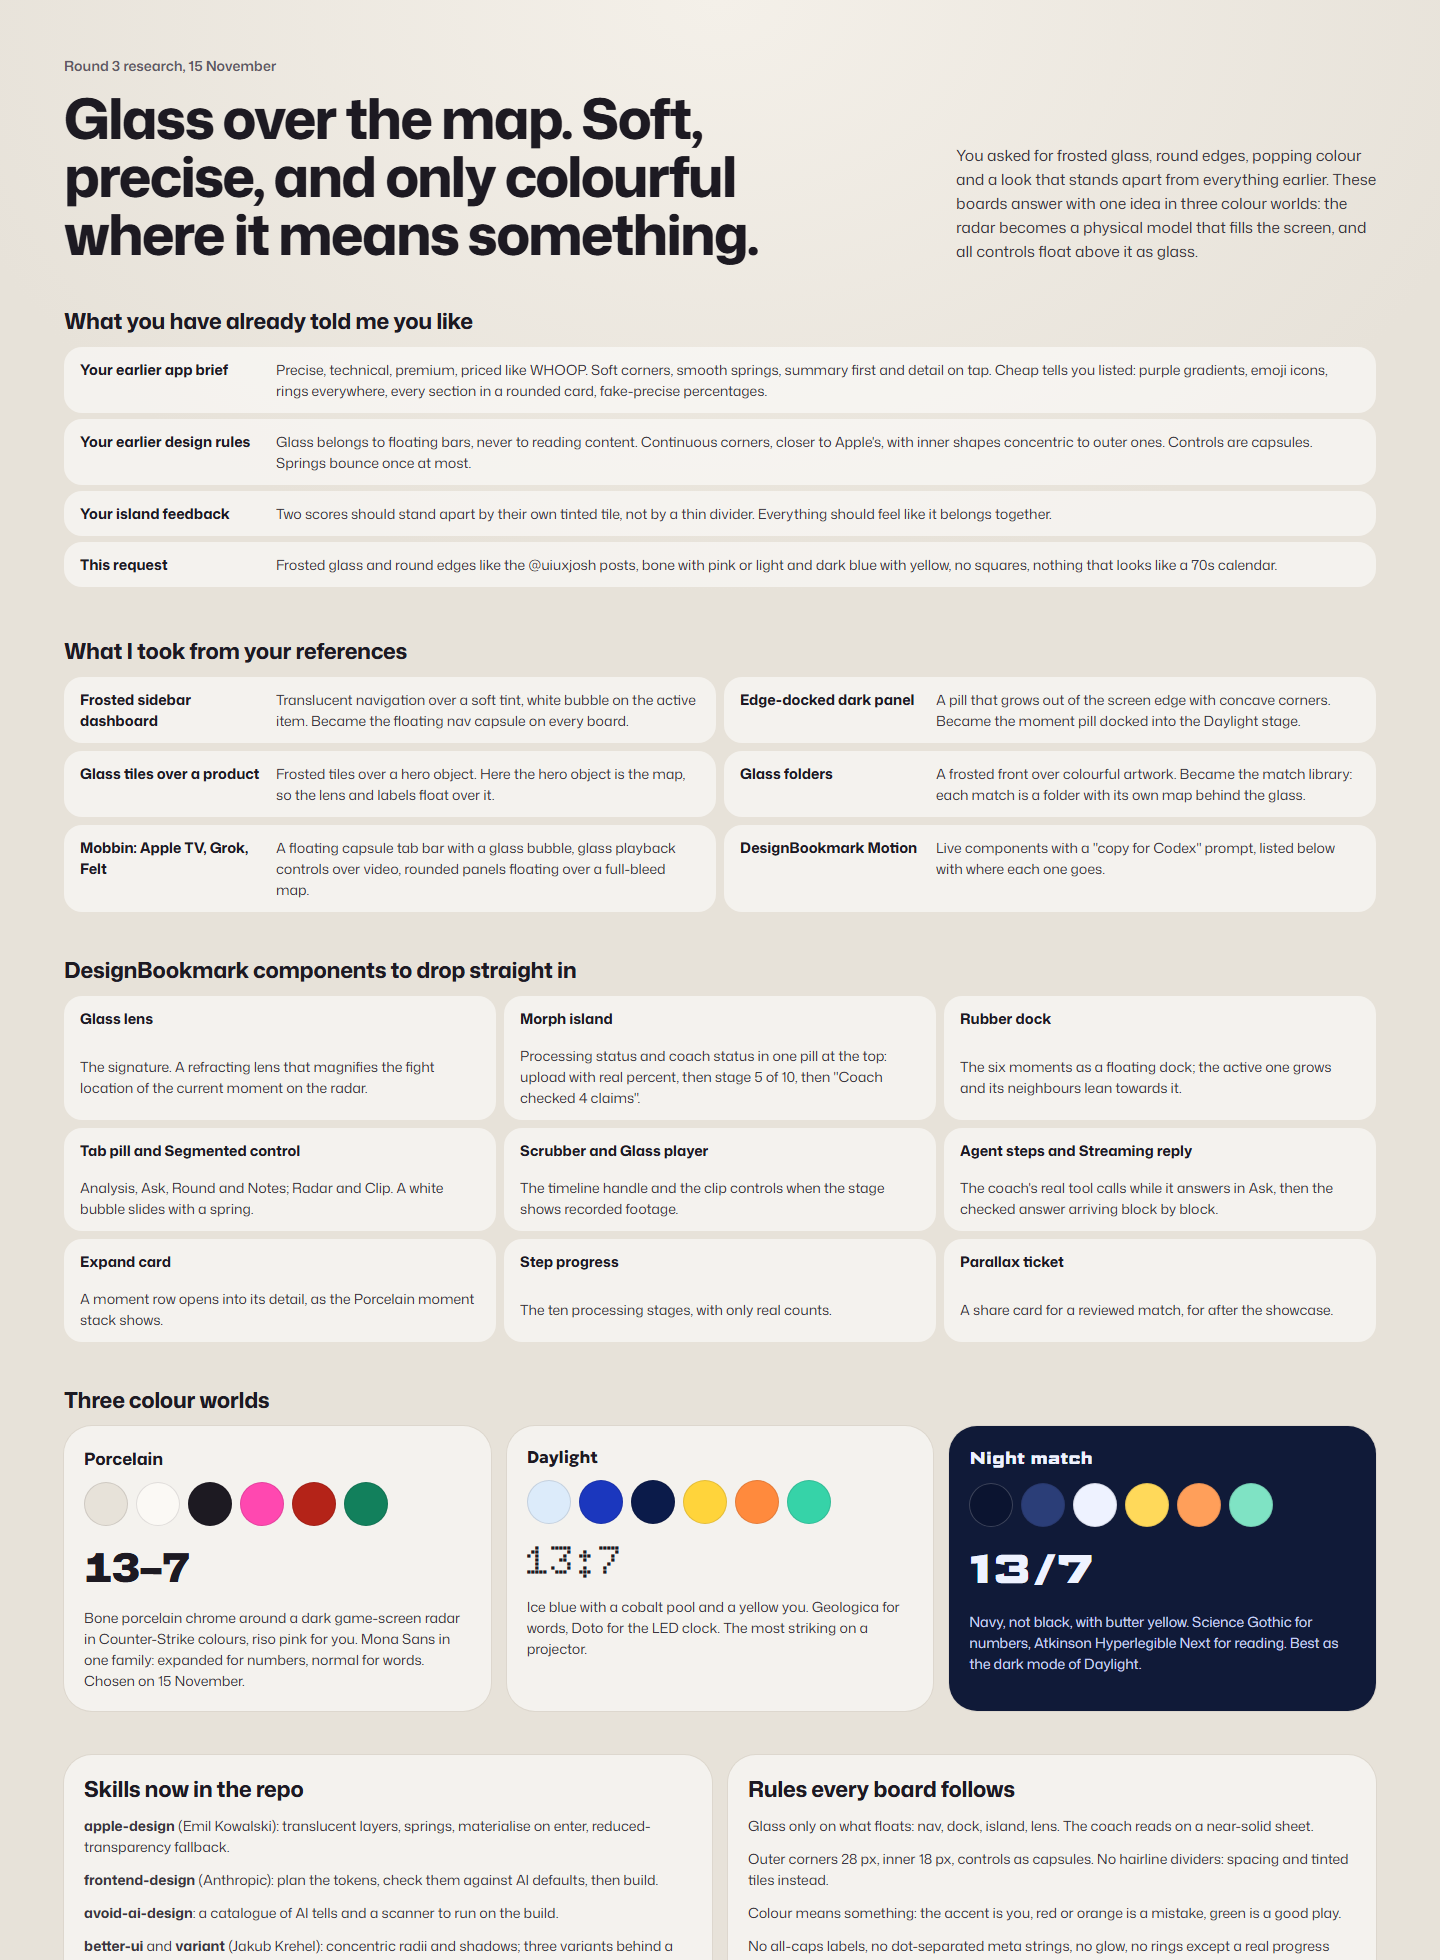 Round 3 research, 15 November
Glass over the map. Soft,
precise, and only colourful
where it means something.
You asked for frosted glass, round edges, popping colour
and a look that stands apart from everything earlier. These
boards answer with one idea in three colour worlds: the
radar becomes a physical model that fills the screen, and
all controls float above it as glass.
What you have already told me you like
Your earlier app brief
Precise, technical, premium, priced like WHOOP. Soft corners, smooth springs, summary first and detail on tap. Cheap tells you listed: purple gradients, emoji icons,
rings everywhere, every section in a rounded card, fake-precise percentages.
Your earlier design rules
Glass belongs to floating bars, never to reading content. Continuous corners, closer to Apple's, with inner shapes concentric to outer ones. Controls are capsules.
Springs bounce once at most.
Your island feedback
Two scores should stand apart by their own tinted tile, not by a thin divider. Everything should feel like it belongs together.
This request
Frosted glass and round edges like the @uiuxjosh posts, bone with pink or light and dark blue with yellow, no squares, nothing that looks like a 70s calendar.
What I took from your references
Frosted sidebar
dashboard
Translucent navigation over a soft tint, white bubble on the active
item. Became the floating nav capsule on every board.
Edge-docked dark panel
A pill that grows out of the screen edge with concave corners.
Became the moment pill docked into the Daylight stage.
Glass tiles over a product
Frosted tiles over a hero object. Here the hero object is the map,
so the lens and labels float over it.
Glass folders
A frosted front over colourful artwork. Became the match library:
each match is a folder with its own map behind the glass.
Mobbin: Apple TV, Grok,
Felt
A floating capsule tab bar with a glass bubble, glass playback
controls over video, rounded panels floating over a full-bleed
map.
DesignBookmark Motion
Live components with a "copy for Codex" prompt, listed below
with where each one goes.
DesignBookmark components to drop straight in
Glass lens
The signature. A refracting lens that magnifies the fight
location of the current moment on the radar.
Morph island
Processing status and coach status in one pill at the top:
upload with real percent, then stage 5 of 10, then "Coach
checked 4 claims".
Rubber dock
The six moments as a floating dock; the active one grows
and its neighbours lean towards it.
Tab pill and Segmented control
Analysis, Ask, Round and Notes; Radar and Clip. A white
bubble slides with a spring.
Scrubber and Glass player
The timeline handle and the clip controls when the stage
shows recorded footage.
Agent steps and Streaming reply
The coach's real tool calls while it answers in Ask, then the
checked answer arriving block by block.
Expand card
A moment row opens into its detail, as the Porcelain moment
stack shows.
Step progress
The ten processing stages, with only real counts.
Parallax ticket
A share card for a reviewed match, for after the showcase.
Three colour worlds
Porcelain
13–7
Bone porcelain chrome around a dark game-screen radar
in Counter-Strike colours, riso pink for you. Mona Sans in
one family: expanded for numbers, normal for words.
Chosen on 15 November.
Daylight
13:7
Ice blue with a cobalt pool and a yellow you. Geologica for
words, Doto for the LED clock. The most striking on a
projector.
Night match
13/7
Navy, not black, with butter yellow. Science Gothic for
numbers, Atkinson Hyperlegible Next for reading. Best as
the dark mode of Daylight.
Skills now in the repo
apple-design (Emil Kowalski): translucent layers, springs, materialise on enter, reduced-
transparency fallback.
frontend-design (Anthropic): plan the tokens, check them against AI defaults, then build.
avoid-ai-design: a catalogue of AI tells and a scanner to run on the build.
better-ui and variant (Jakub Krehel): concentric radii and shadows; three variants behind a
Rules every board follows
Glass only on what floats: nav, dock, island, lens. The coach reads on a near-solid sheet.
Outer corners 28 px, inner 18 px, controls as capsules. No hairline dividers: spacing and tinted
tiles instead.
Colour means something: the accent is you, red or orange is a mistake, green is a good play.
No all-caps labels, no dot-separated meta strings, no glow, no rings except a real progress